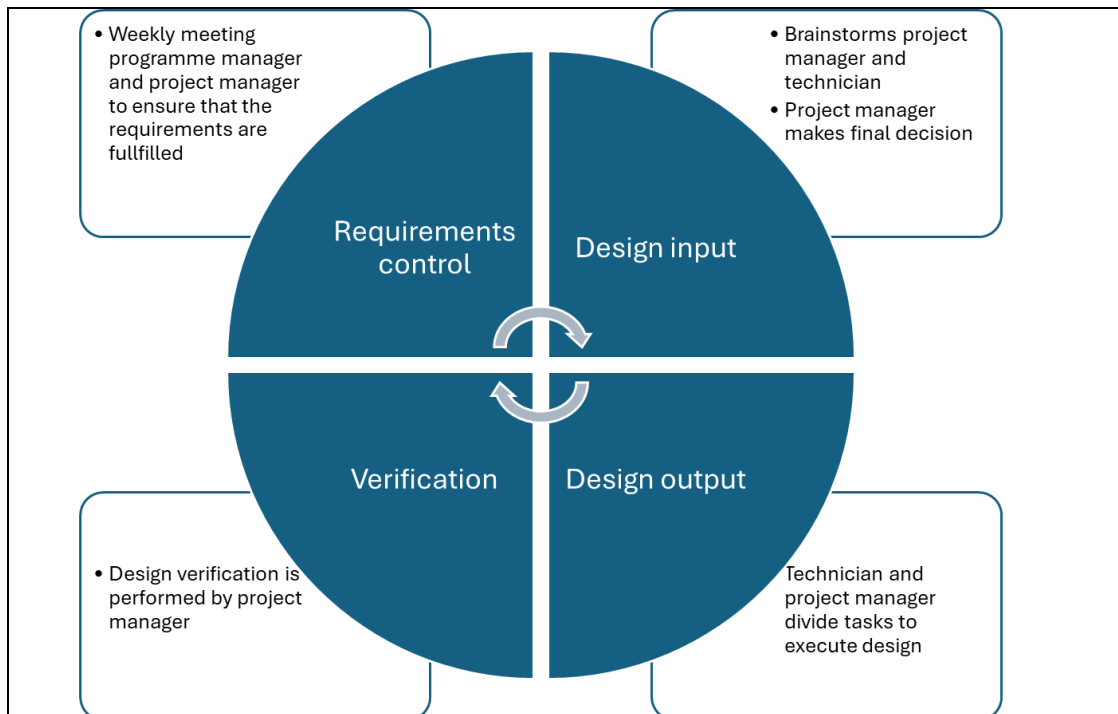 • Weekly meeting
programme manager
and project manager
to ensure that the
requirements are
fullfilled
• Brainstorms project
manager and
technician
• Project manager
makes final decision
Requirements
control
Design input
Verification
Design output
• Design verification is
performed by project
manager
Technician and
project manager
divide tasks to
execute design